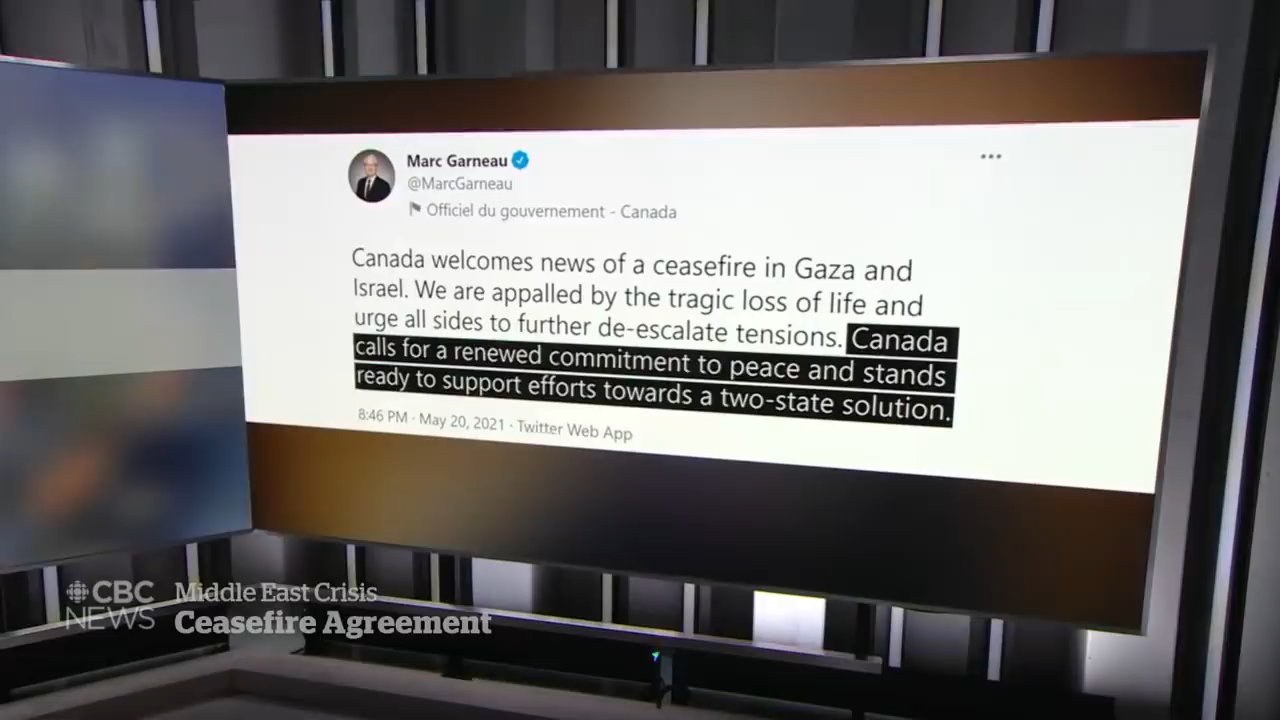 Marc Garneau
@MarcGarneau
Officiel du gouvernement - Canada
Canada welcomes news of a ceasefire in Gaza and
Israel. We are appalled by the tragic loss of life and
urge all sides to further de-escalate tensions. Canada
calls for a renewed commitment to peace and stands
ready to support efforts towards a two-state solution.
8:46 PM · May 20, 2021 · Twitter Web App
CBC
NEWS
Middle East Crisis
Ceasefire Agreement